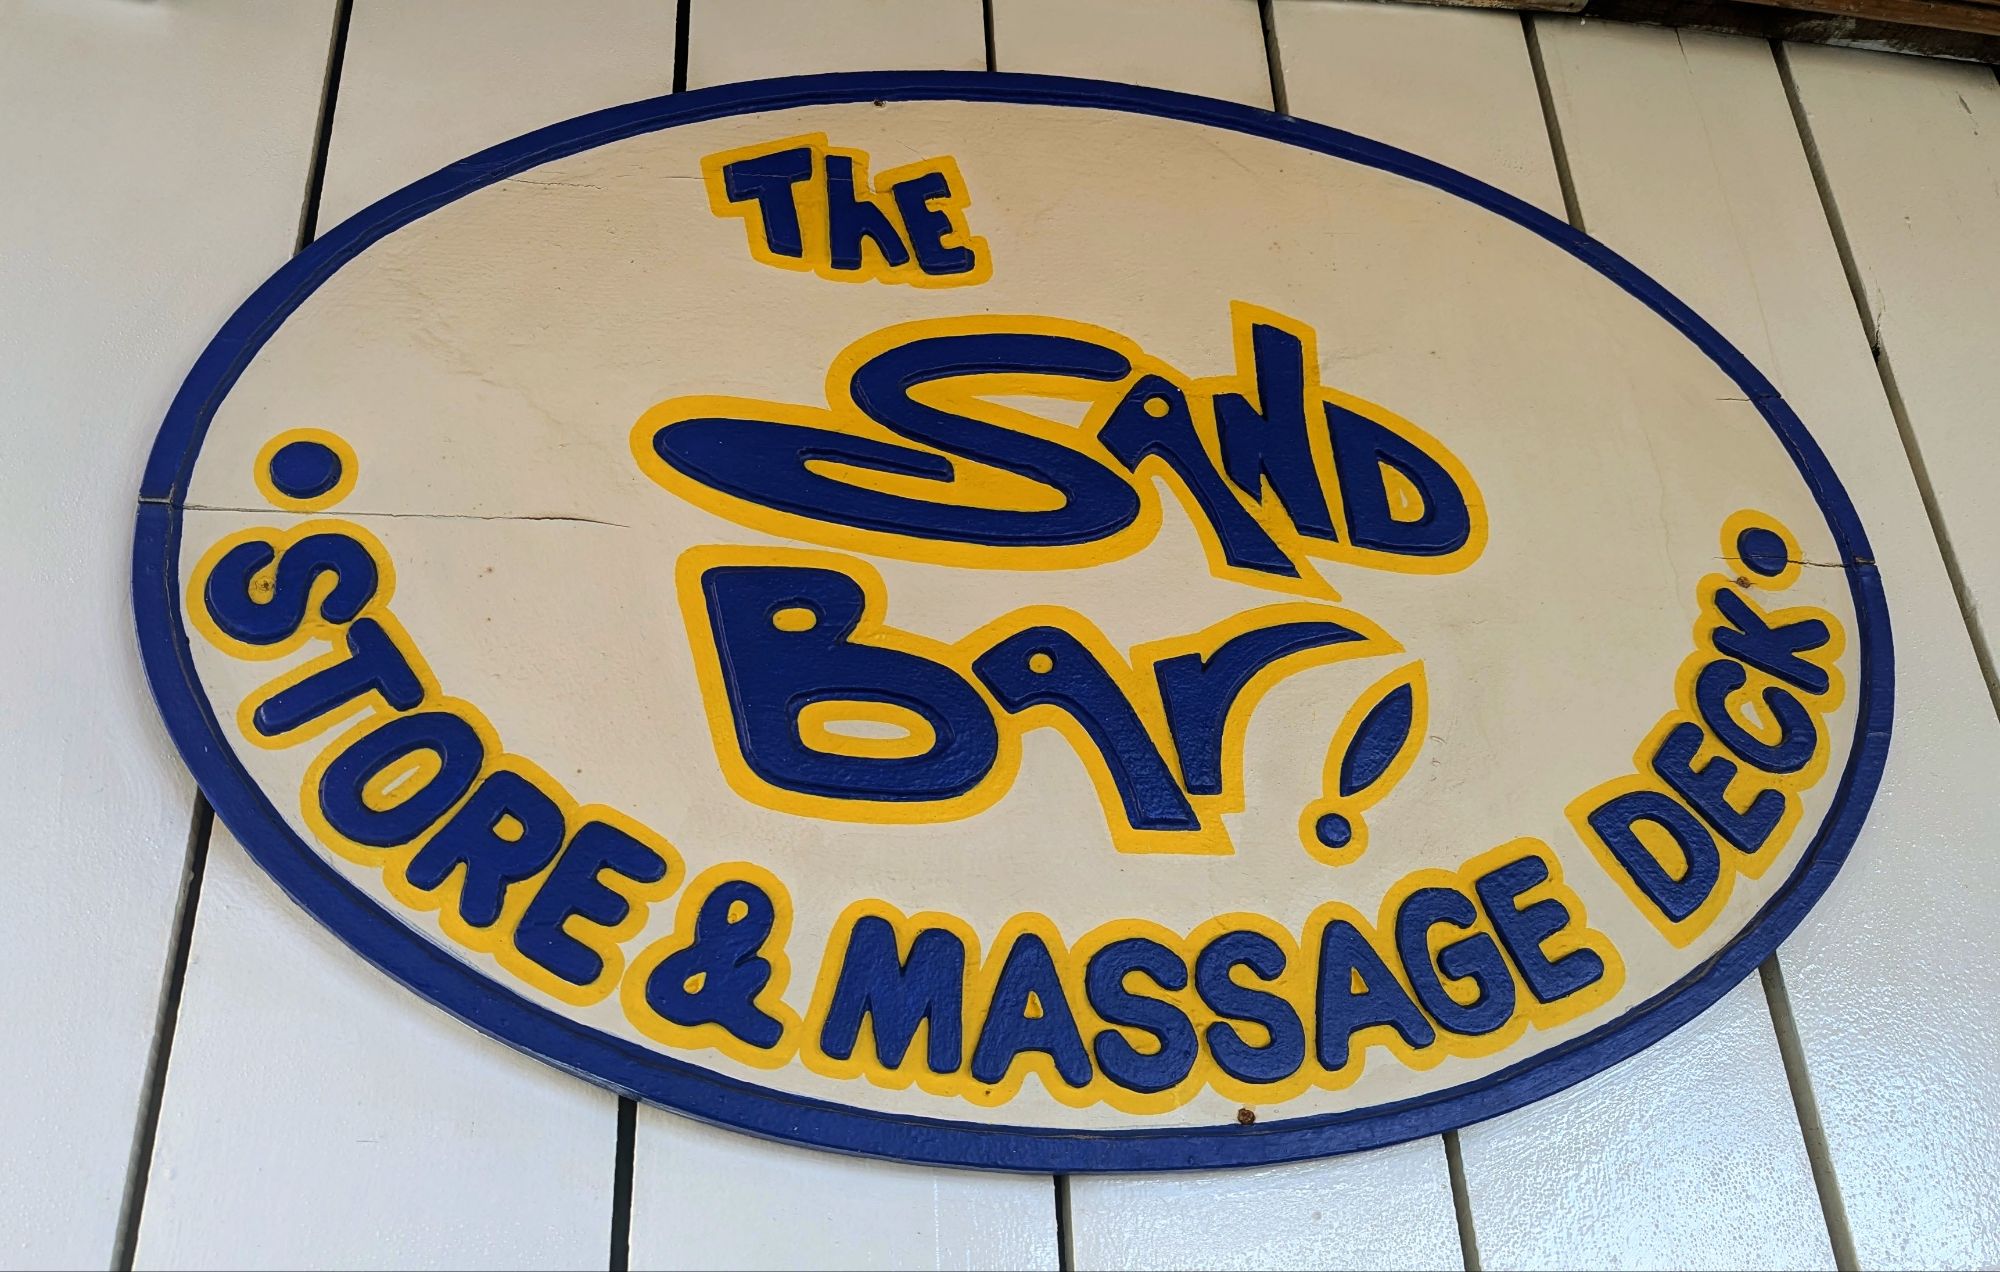 The
Sand
Bar!
• STORE & MASSAGE DECK •